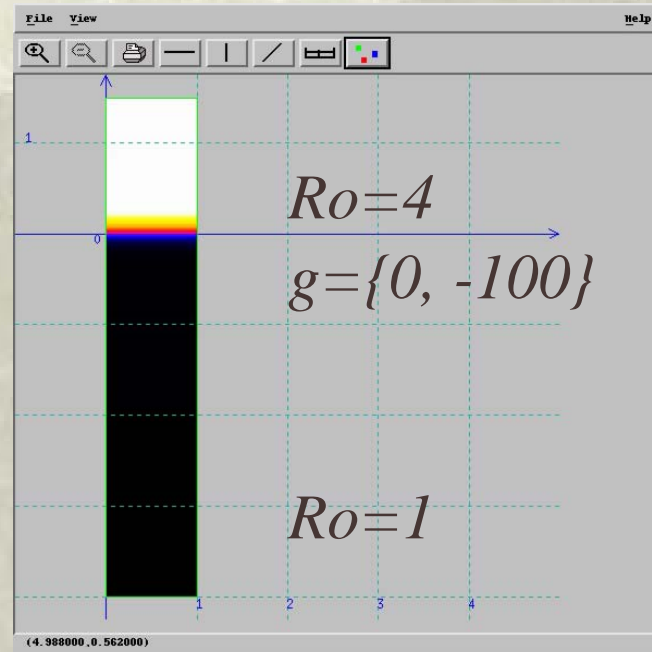 File View Help
1
Ro=4
0
g={0, -100}
Ro=1
1 2 3 4
(4.988000,0.562000)